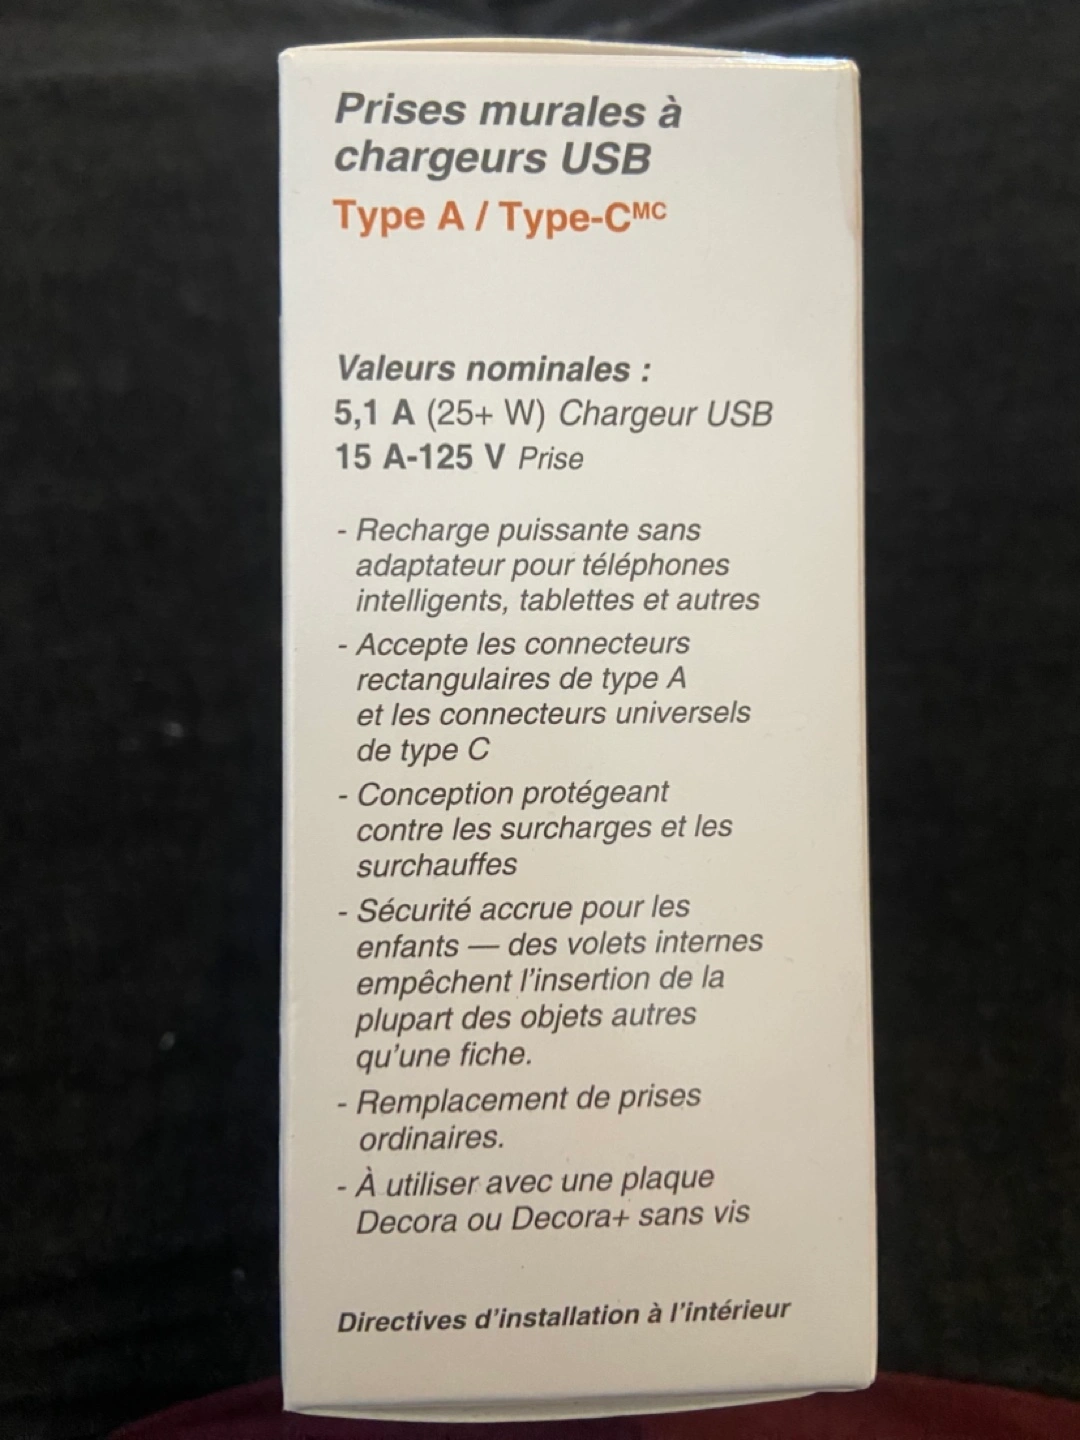 Prises murales à
chargeurs USB
Type A / Type-CMC
Valeurs nominales :
5,1 A (25+ W) Chargeur USB
15 A-125 V Prise
- Recharge puissante sans
adaptateur pour téléphones
intelligents, tablettes et autres
- Accepte les connecteurs
rectangulaires de type A
et les connecteurs universels
de type C
- Conception protégeant
contre les surcharges et les
surchauffes
- Sécurité accrue pour les
enfants — des volets internes
empêchent l'insertion de la
plupart des objets autres
qu'une fiche.
- Remplacement de prises
ordinaires.
- À utiliser avec une plaque
Decora ou Decora+ sans vis
Directives d'installation à l'intérieur